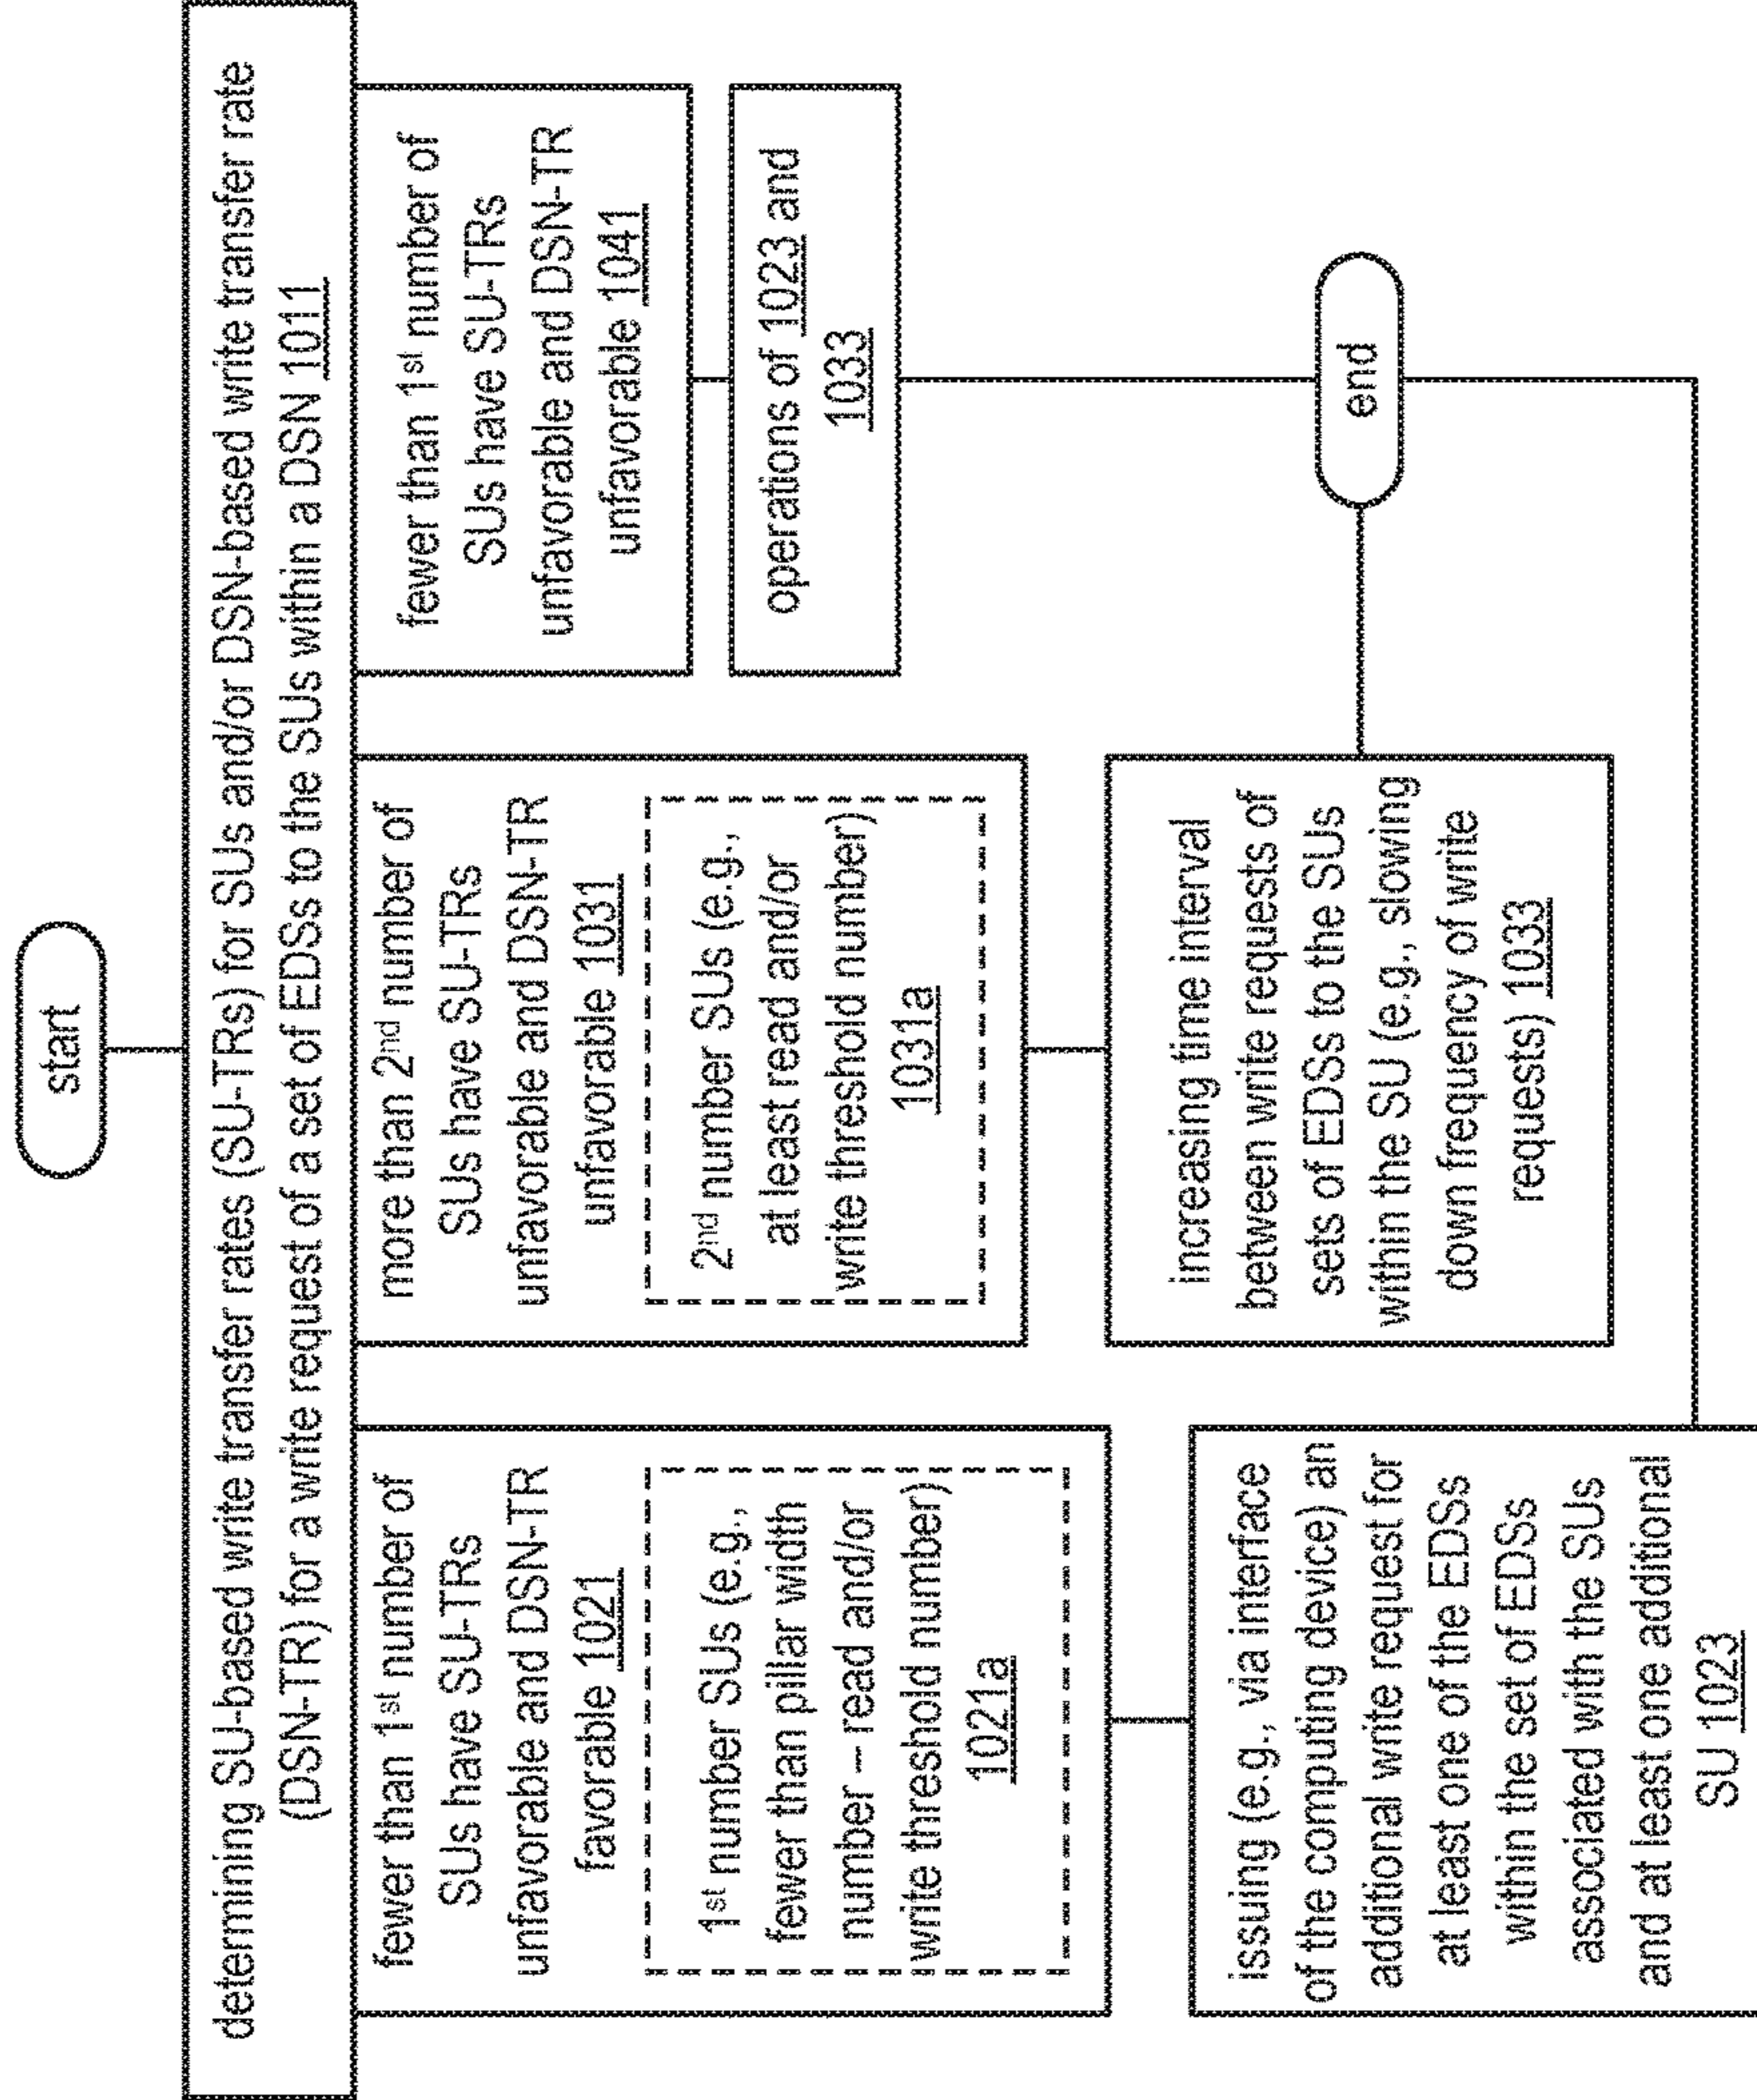 start
determining SU-based write transfer rates (SU-TRs) for SUs and/or DSN-based write transfer rate
(DSN-TR) for a write request of a set of EDSs to the SUs within a DSN 1011
fewer than 1st number of
SUs have SU-TRs
unfavorable and DSN-TR
favorable 1021
1st number SUs (e.g.,
fewer than pillar width
number – read and/or
write threshold number)
1021a
issuing (e.g., via interface
of the computing device) an
additional write request for
at least one of the EDSs
within the set of EDSs
associated with the SUs
and at least one additional
SU 1023
more than 2nd number of
SUs have SU-TRs
unfavorable and DSN-TR
unfavorable 1031
2nd number SUs (e.g.,
at least read and/or
write threshold number)
1031a
increasing time interval
between write requests of
sets of EDSs to the SUs
within the SU (e.g., slowing
down frequency of write
requests) 1033
fewer than 1st number of
SUs have SU-TRs
unfavorable and DSN-TR
unfavorable 1041
operations of 1023 and
1033
end